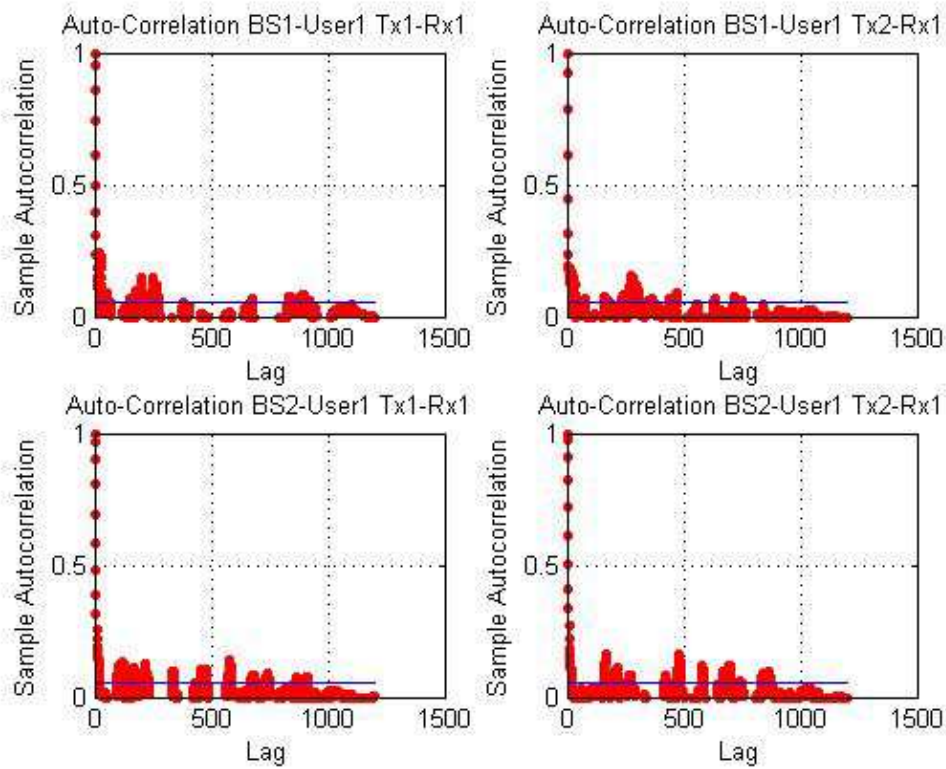 Auto-Correlation BS1-User1 Tx1-Rx1
Sample Autocorrelation
1
0.5
0
0
500
1000
1500
Lag
Auto-Correlation BS1-User1 Tx2-Rx1
Sample Autocorrelation
1
0.5
0
0
500
1000
1500
Lag
Auto-Correlation BS2-User1 Tx1-Rx1
Sample Autocorrelation
1
0.5
0
0
500
1000
1500
Lag
Auto-Correlation BS2-User1 Tx2-Rx1
Sample Autocorrelation
1
0.5
0
0
500
1000
1500
Lag